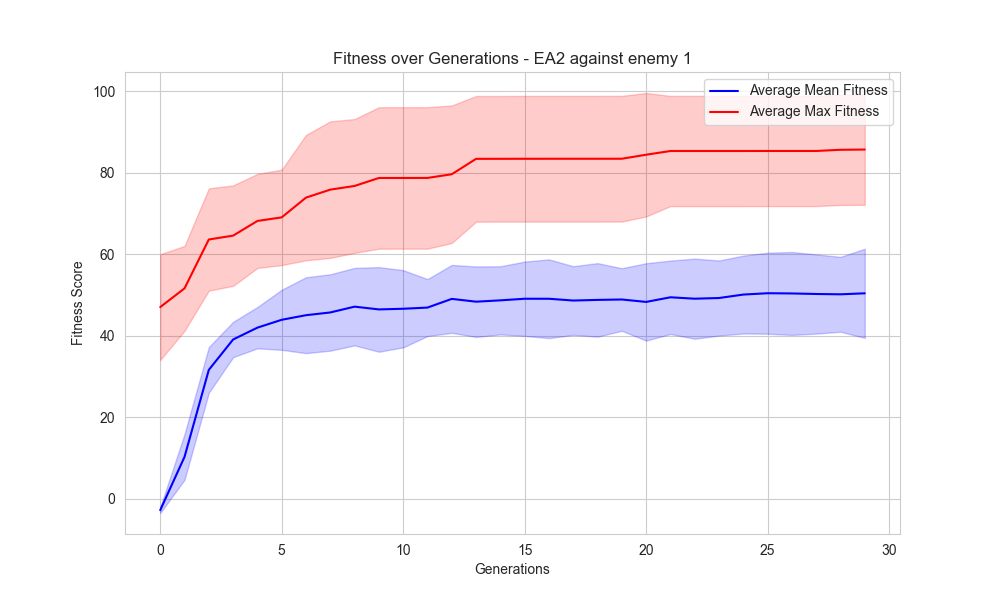 Fitness over Generations - EA2 against enemy 1
Average Mean Fitness
Average Max Fitness
Fitness Score
100
80
60
40
20
0
0 5 10 15 20 25 30
Generations